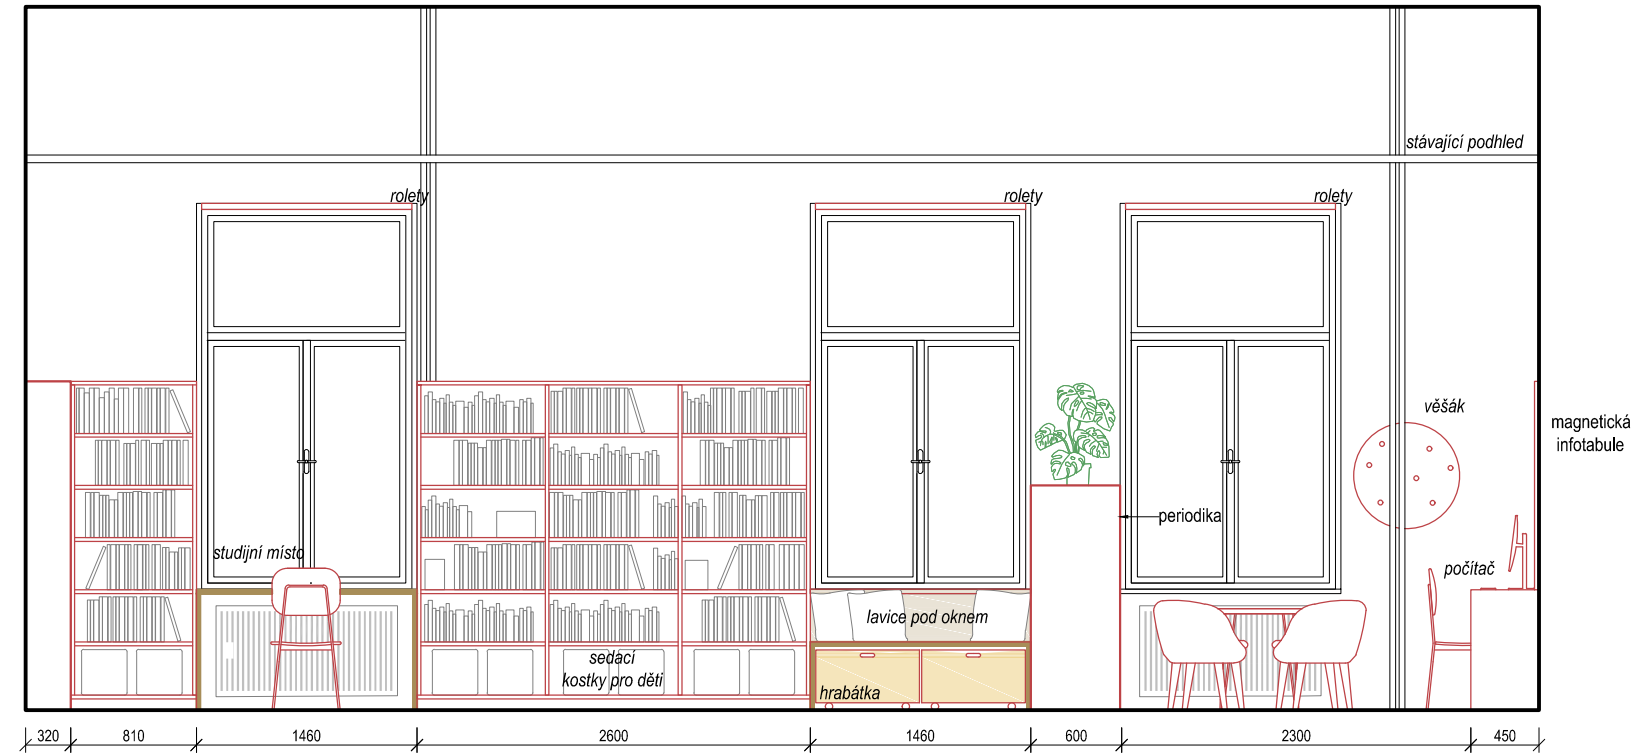 stávající podhled
rolety
rolety
rolety
věšák
magnetická
infotabule
periodika
studijní místo
počítač
lavice pod oknem
sedací
kostky pro děti
hrabátka
320
810
1460
2600
1460
600
2300
450